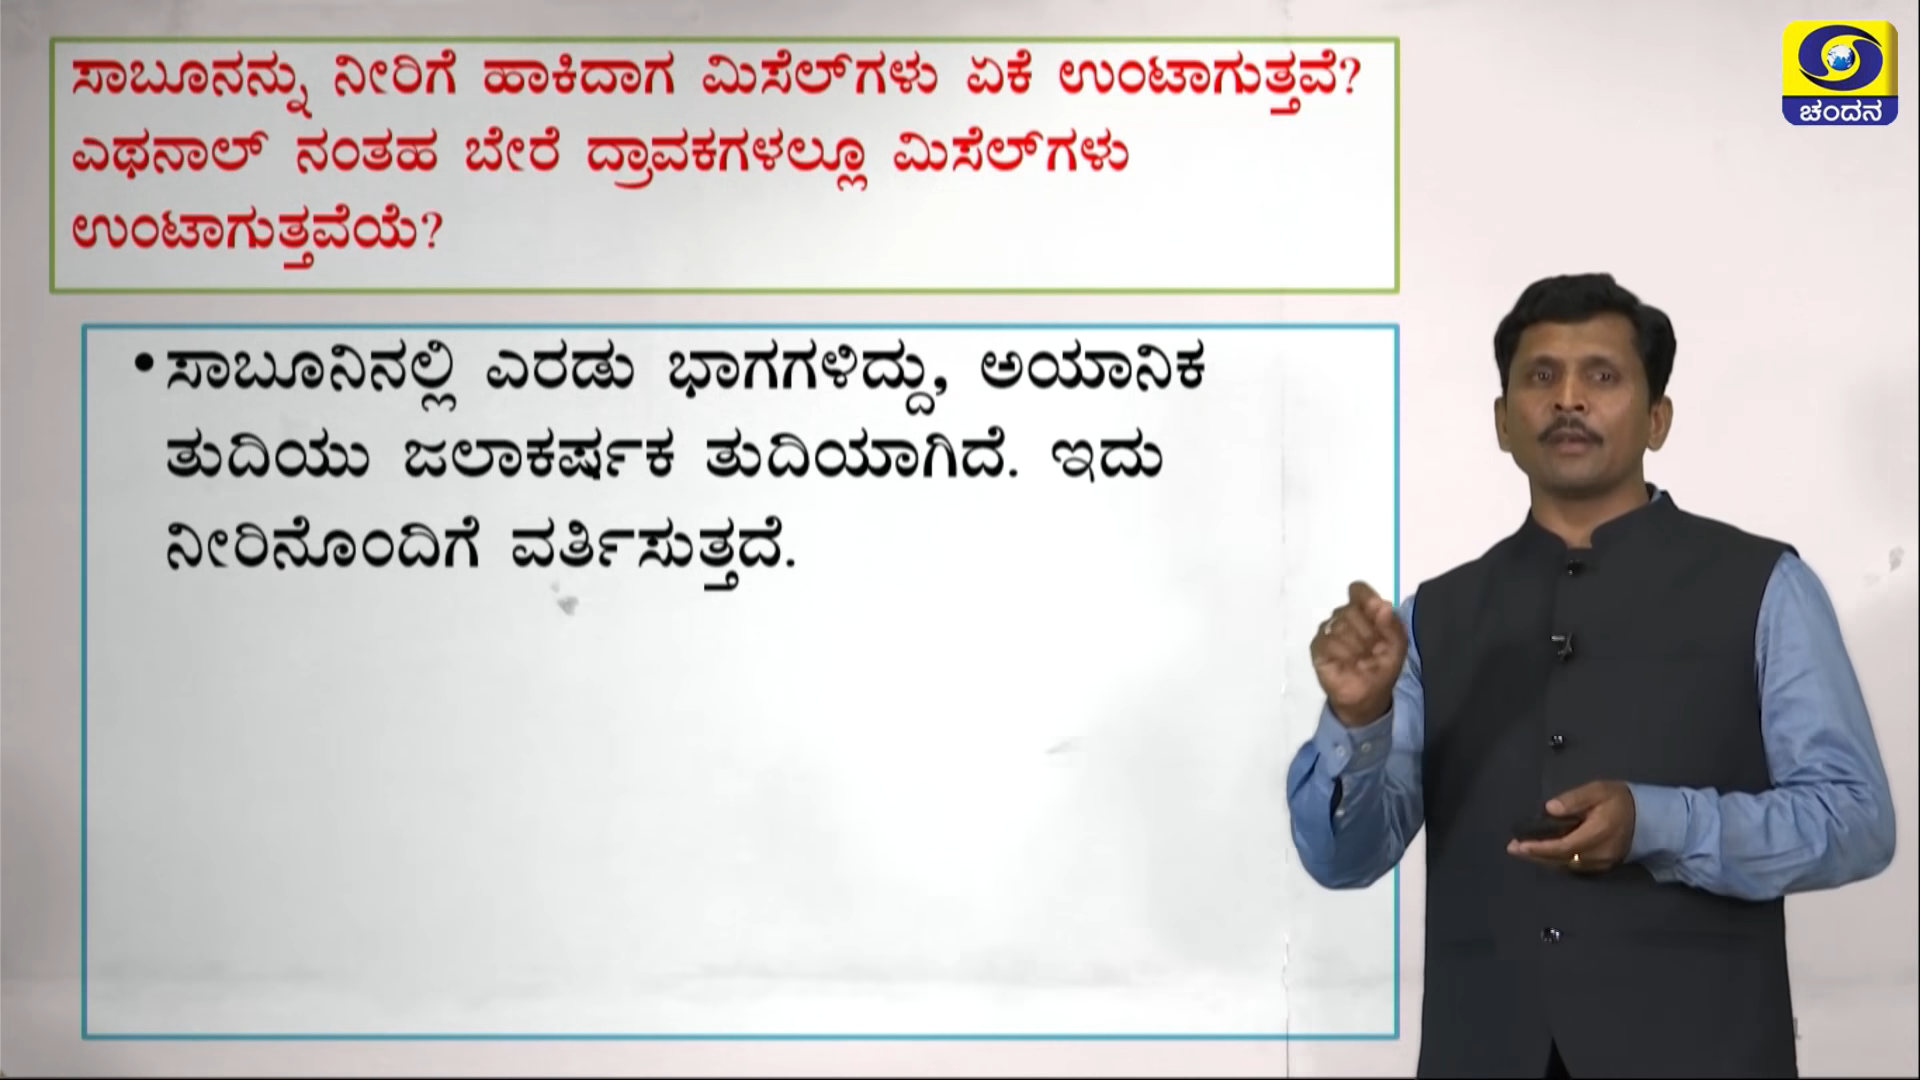 ಸಾಬೂನನ್ನು ನೀರಿಗೆ ಹಾಕಿದಾಗ ಮಿಸೆಲ್‌ಗಳು ಏಕೆ ಉಂಟಾಗುತ್ತವೆ?
ಎಥನಾಲ್ ನಂತಹ ಬೇರೆ ದ್ರಾವಕಗಳಲ್ಲೂ ಮಿಸೆಲ್‌ಗಳು
ಉಂಟಾಗುತ್ತವೆಯೆ?
ಚಂದನ
•ಸಾಬೂನಿನಲ್ಲಿ ಎರಡು ಭಾಗಗಳಿದ್ದು, ಅಯಾನಿಕ
ತುದಿಯು ಜಲಾಕರ್ಷಕ ತುದಿಯಾಗಿದೆ. ಇದು
ನೀರಿನೊಂದಿಗೆ ವರ್ತಿಸುತ್ತದೆ.